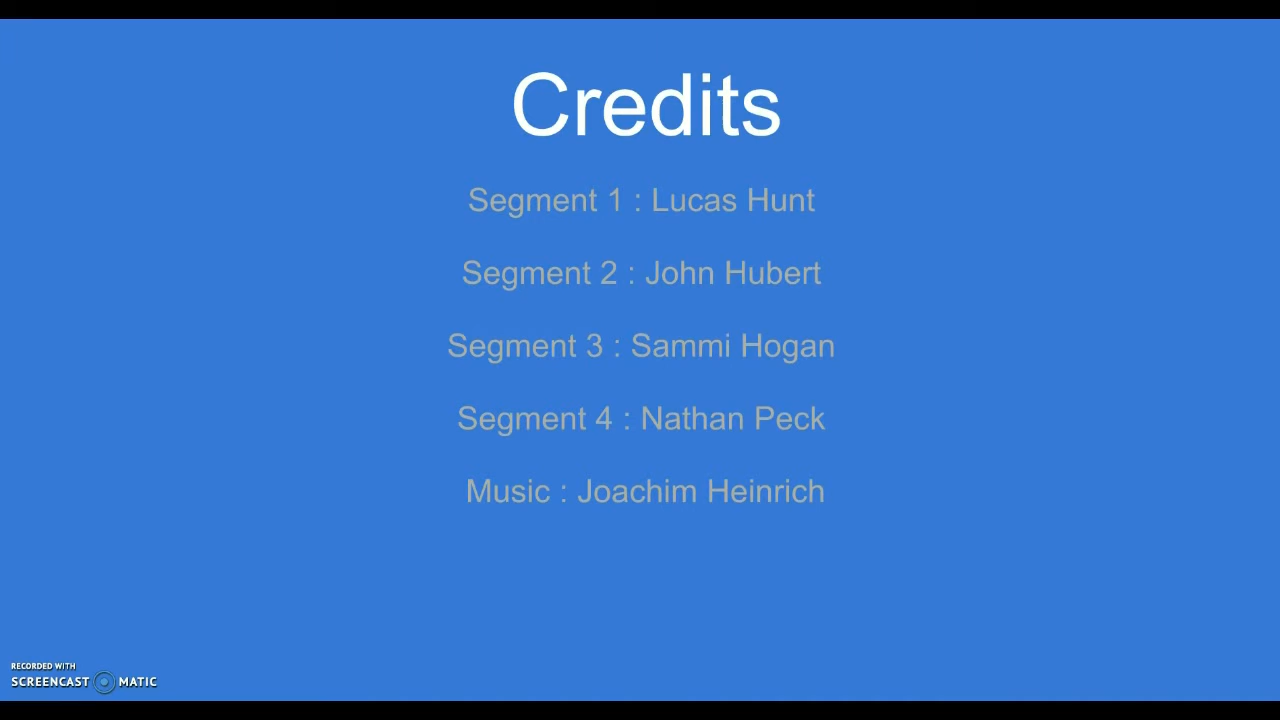 Credits
Segment 1 : Lucas Hunt
Segment 2 : John Hubert
Segment 3 : Sammi Hogan
Segment 4 : Nathan Peck
Music : Joachim Heinrich
RECORDED WITH
SCREENCAST MATIC